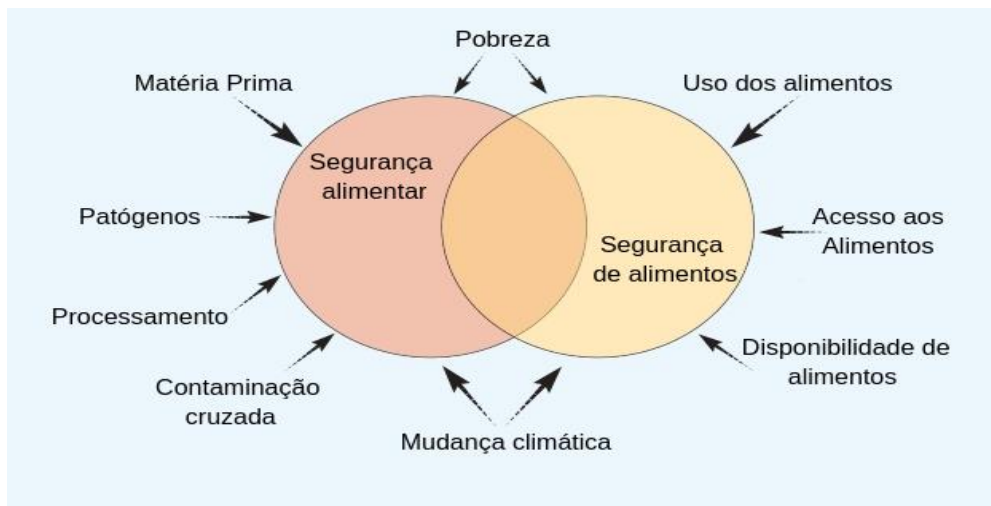 Pobreza
Matéria Prima
Uso dos alimentos
Segurança
alimentar
Patógenos
Acesso aos
Alimentos
Segurança
de alimentos
Processamento
Disponibilidade de
alimentos
Contaminação
cruzada
Mudança climática